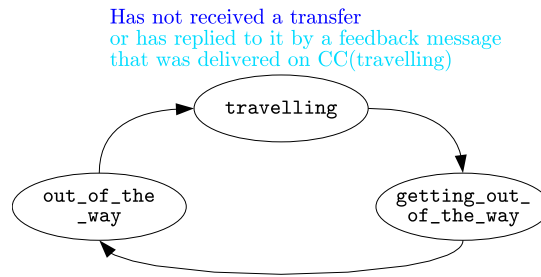 Has not received a transfer
or has replied to it by a feedback message
that was delivered on CC(travelling)
travelling
out_of_the
_way
getting_out_
of_the_way